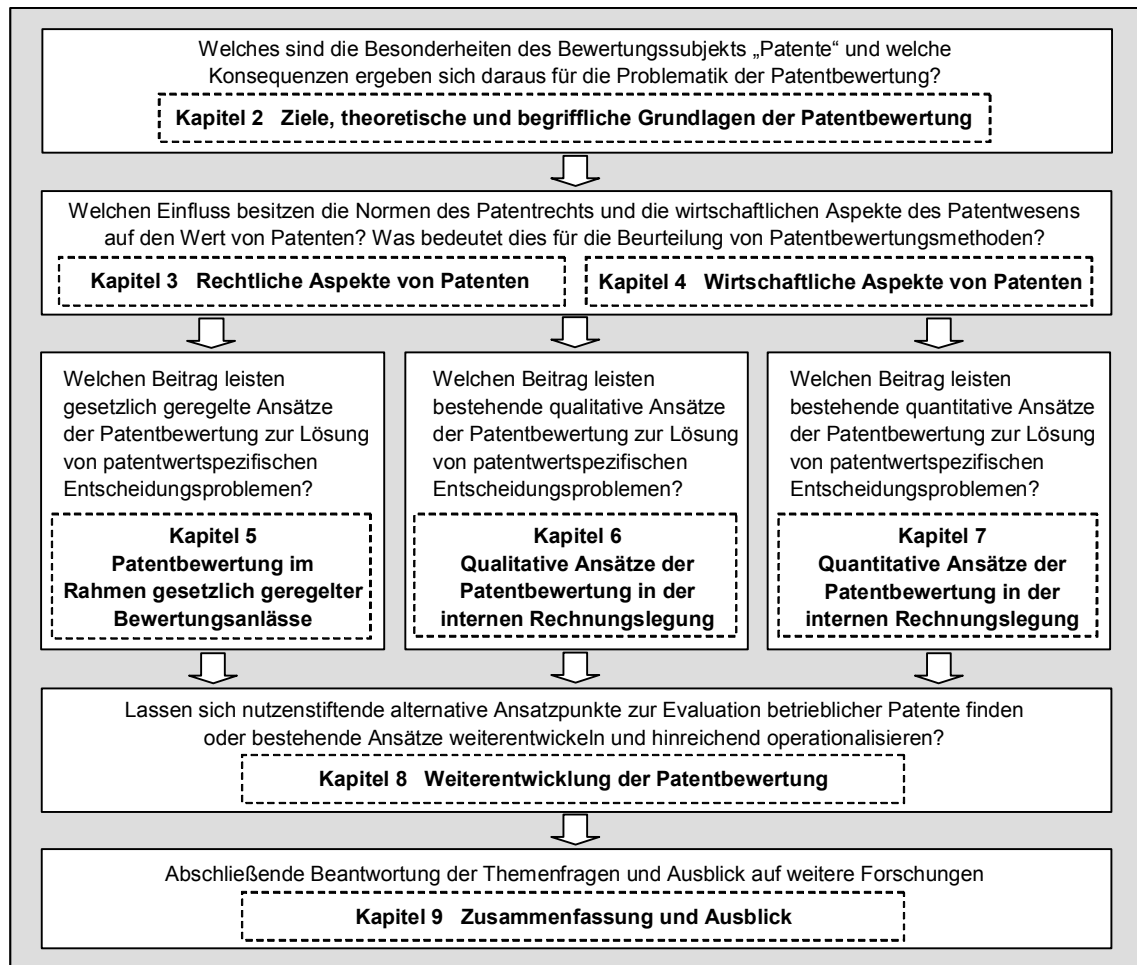 Welches sind die Besonderheiten des Bewertungssubjekts „Patente“ und welche
Konsequenzen ergeben sich daraus für die Problematik der Patentbewertung?
Kapitel 2 Ziele, theoretische und begriffliche Grundlagen der Patentbewertung
Welchen Einfluss besitzen die Normen des Patentrechts und die wirtschaftlichen Aspekte des Patentwesens
auf den Wert von Patenten? Was bedeutet dies für die Beurteilung von Patentbewertungsmethoden?
Kapitel 3 Rechtliche Aspekte von Patenten
Kapitel 4 Wirtschaftliche Aspekte von Patenten
Welchen Beitrag leisten
gesetzlich geregelte Ansätze
der Patentbewertung zur Lösung
von patentwertspezifischen
Entscheidungsproblemen?
Kapitel 5
Patentbewertung im
Rahmen gesetzlich geregelter
Bewertungsanlässe
Welchen Beitrag leisten
bestehende qualitative Ansätze
der Patentbewertung zur Lösung
von patentwertspezifischen
Entscheidungsproblemen?
Kapitel 6
Qualitative Ansätze der
Patentbewertung in der
internen Rechnungslegung
Welchen Beitrag leisten
bestehende quantitative Ansätze
der Patentbewertung zur Lösung
von patentwertspezifischen
Entscheidungsproblemen?
Kapitel 7
Quantitative Ansätze der
Patentbewertung in der
internen Rechnungslegung
Lassen sich nutzenstiftende alternative Ansatzpunkte zur Evaluation betrieblicher Patente finden
oder bestehende Ansätze weiterentwickeln und hinreichend operationalisieren?
Kapitel 8 Weiterentwicklung der Patentbewertung
Abschließende Beantwortung der Themenfragen und Ausblick auf weitere Forschungen
Kapitel 9 Zusammenfassung und Ausblick